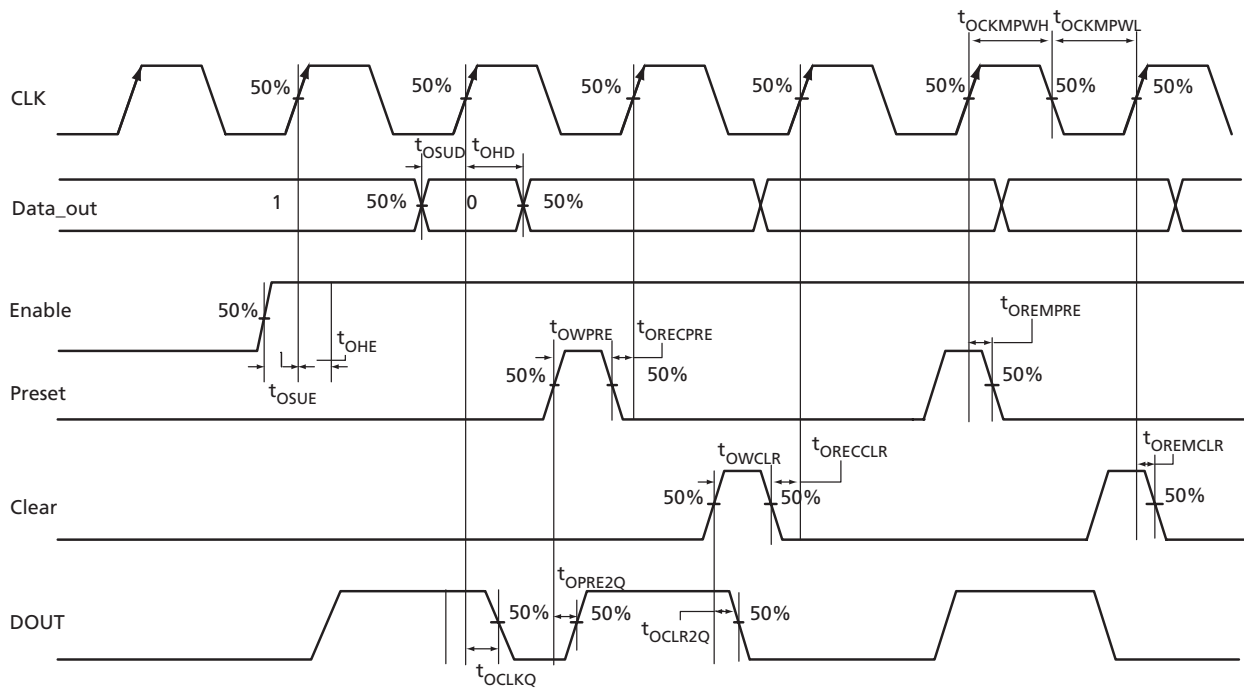 tOCKMPWH tOCKMPWL
CLK 50% 50% 50% 50% 50% 50% 50%
tOSUD tOHD
Data_out 1 50% 0 50%
Enable 50%
tOHE tOWPRE tORECPRE tOREMPRE
Preset tOSUE 50% 50% 50%
tOWCLR tORECCLR tOREMCLR
Clear 50% 50% 50%
tOPRE2Q
DOUT 50% 50% tOCLR2Q 50%
tOCLKQ